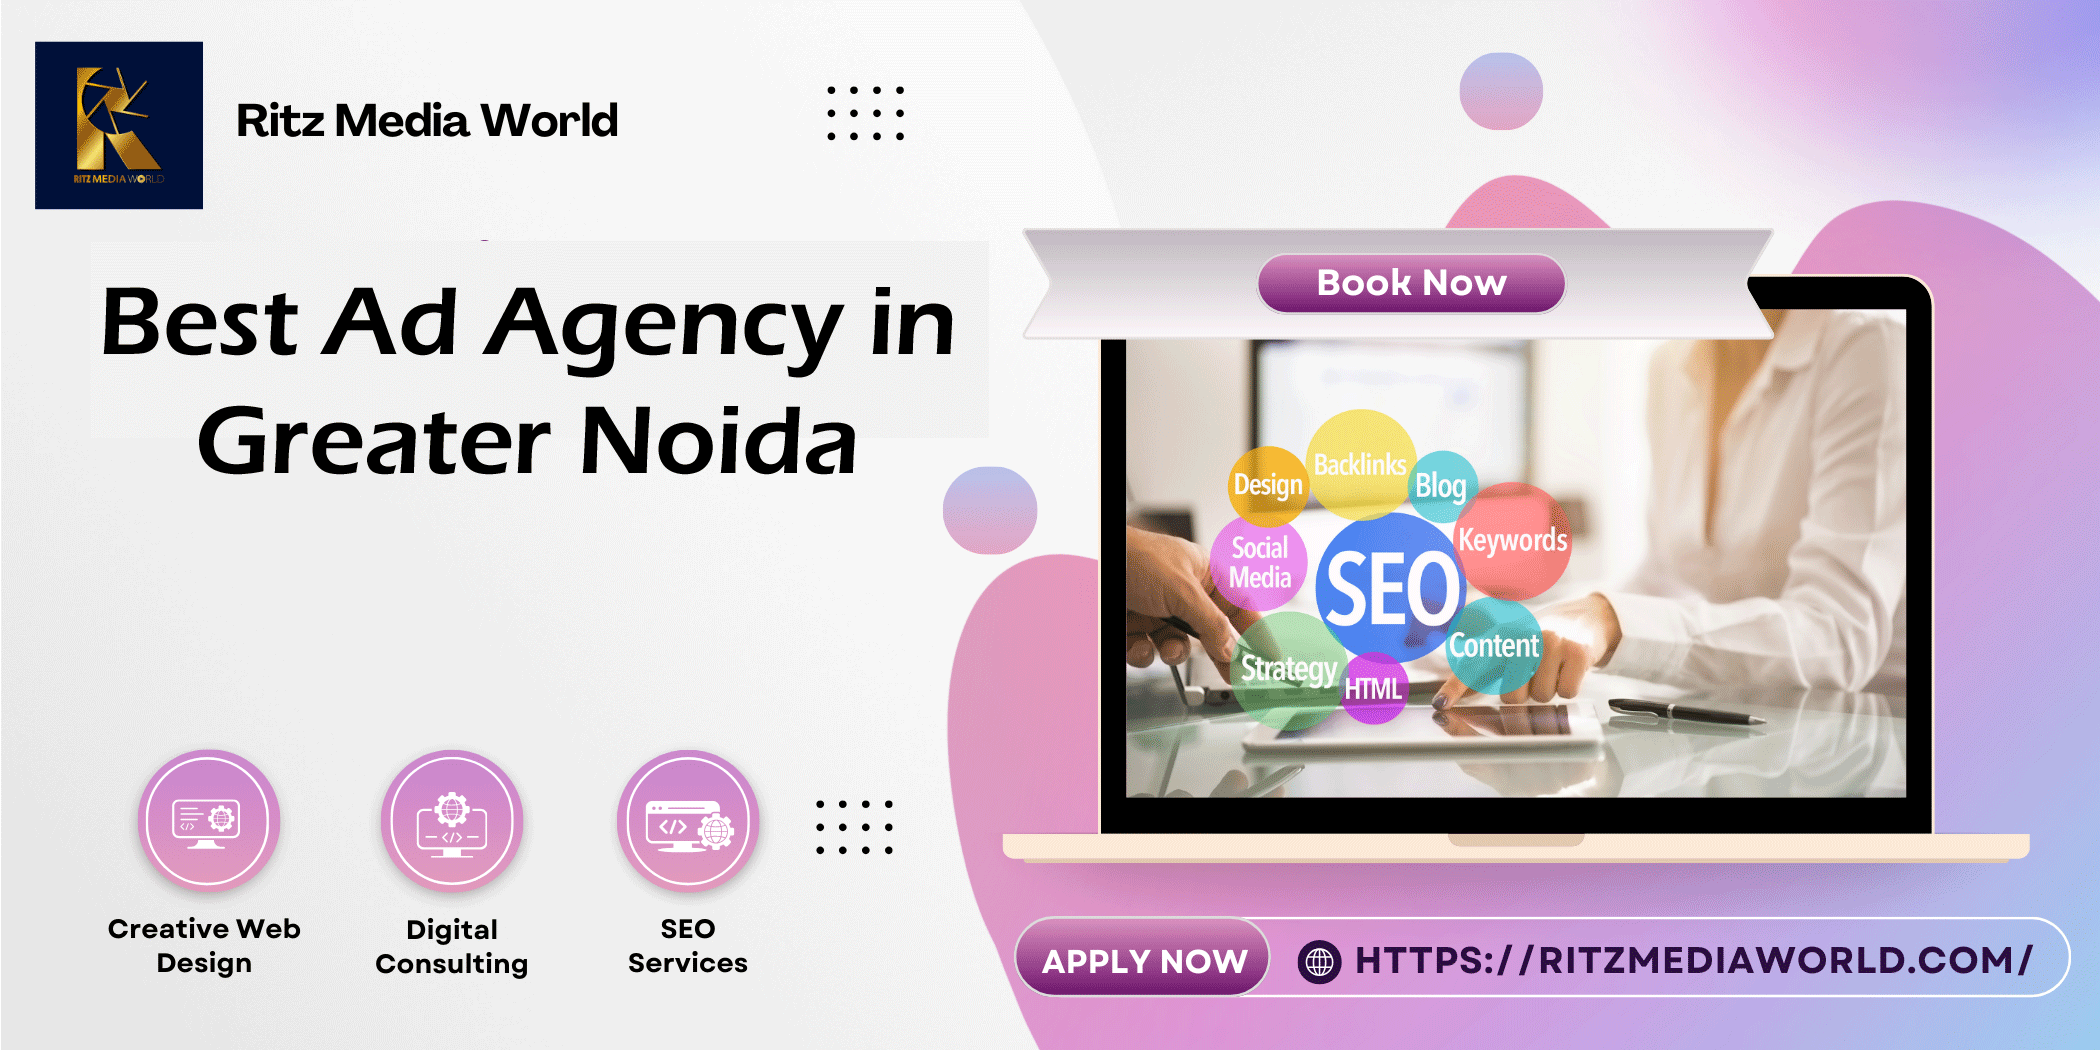 RITZ MEDIA WORLD
Ritz Media World
Best Ad Agency in
Greater Noida
Book Now
Design
Backlinks
Blog
Keywords
Social
Media
SEO
Content
Strategy
HTML
Creative Web
Design
Digital
Consulting
SEO
Services
APPLY NOW
HTTPS://RITZMEDIAWORLD.COM/